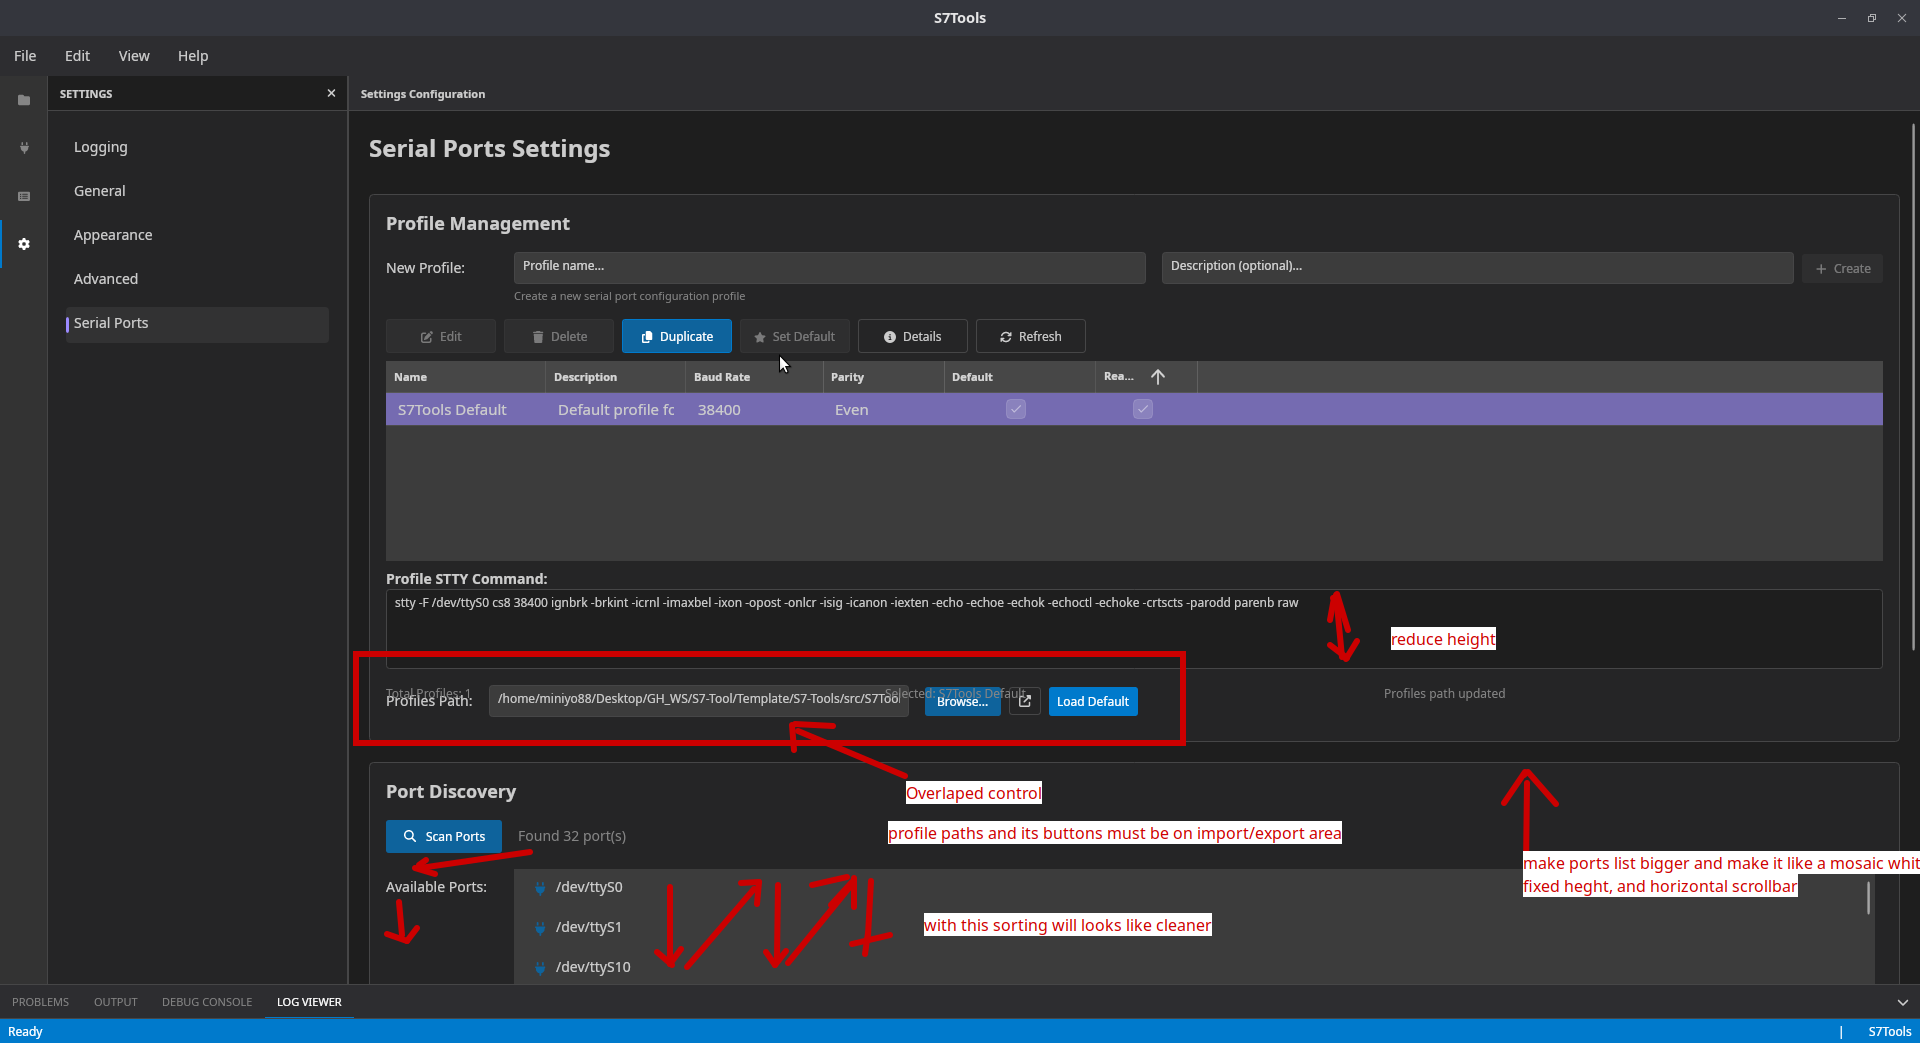 S7Tools
File Edit View Help
SETTINGS
Settings Configuration
Logging
General
Appearance
Advanced
Serial Ports
Serial Ports Settings
Profile Management
New Profile: Profile name... Description (optional)... Create
Create a new serial port configuration profile
Edit Delete Duplicate Set Default Details Refresh
Name Description Baud Rate Parity Default Rea...
S7Tools Default Default profile fc 38400 Even
Profile STTY Command:
stty -F /dev/ttyS0 cs8 38400 ignbrk -brkint -icrnl -imaxbel -ixon -opost -onlcr -isig -icanon -iexten -echo -echoe -echok -echoctl -echoke -crtscts -parodd parenb raw
reduce height
Total Profiles: 1 Selected: S7Tools Default Profiles path updated
Profiles Path: /home/miniyo88/Desktop/GH_WS/S7-Tool/Template/S7-Tools/src/S7Tool Browse... Load Default
Port Discovery
Overlaped control
Scan Ports Found 32 port(s)
profile paths and its buttons must be on import/export area
make ports list bigger and make it like a mosaic whit
fixed heght, and horizontal scrollbar
Available Ports: /dev/ttyS0
/dev/ttyS1
with this sorting will looks like cleaner
/dev/ttyS10
PROBLEMS OUTPUT DEBUG CONSOLE LOG VIEWER
Ready | S7Tools